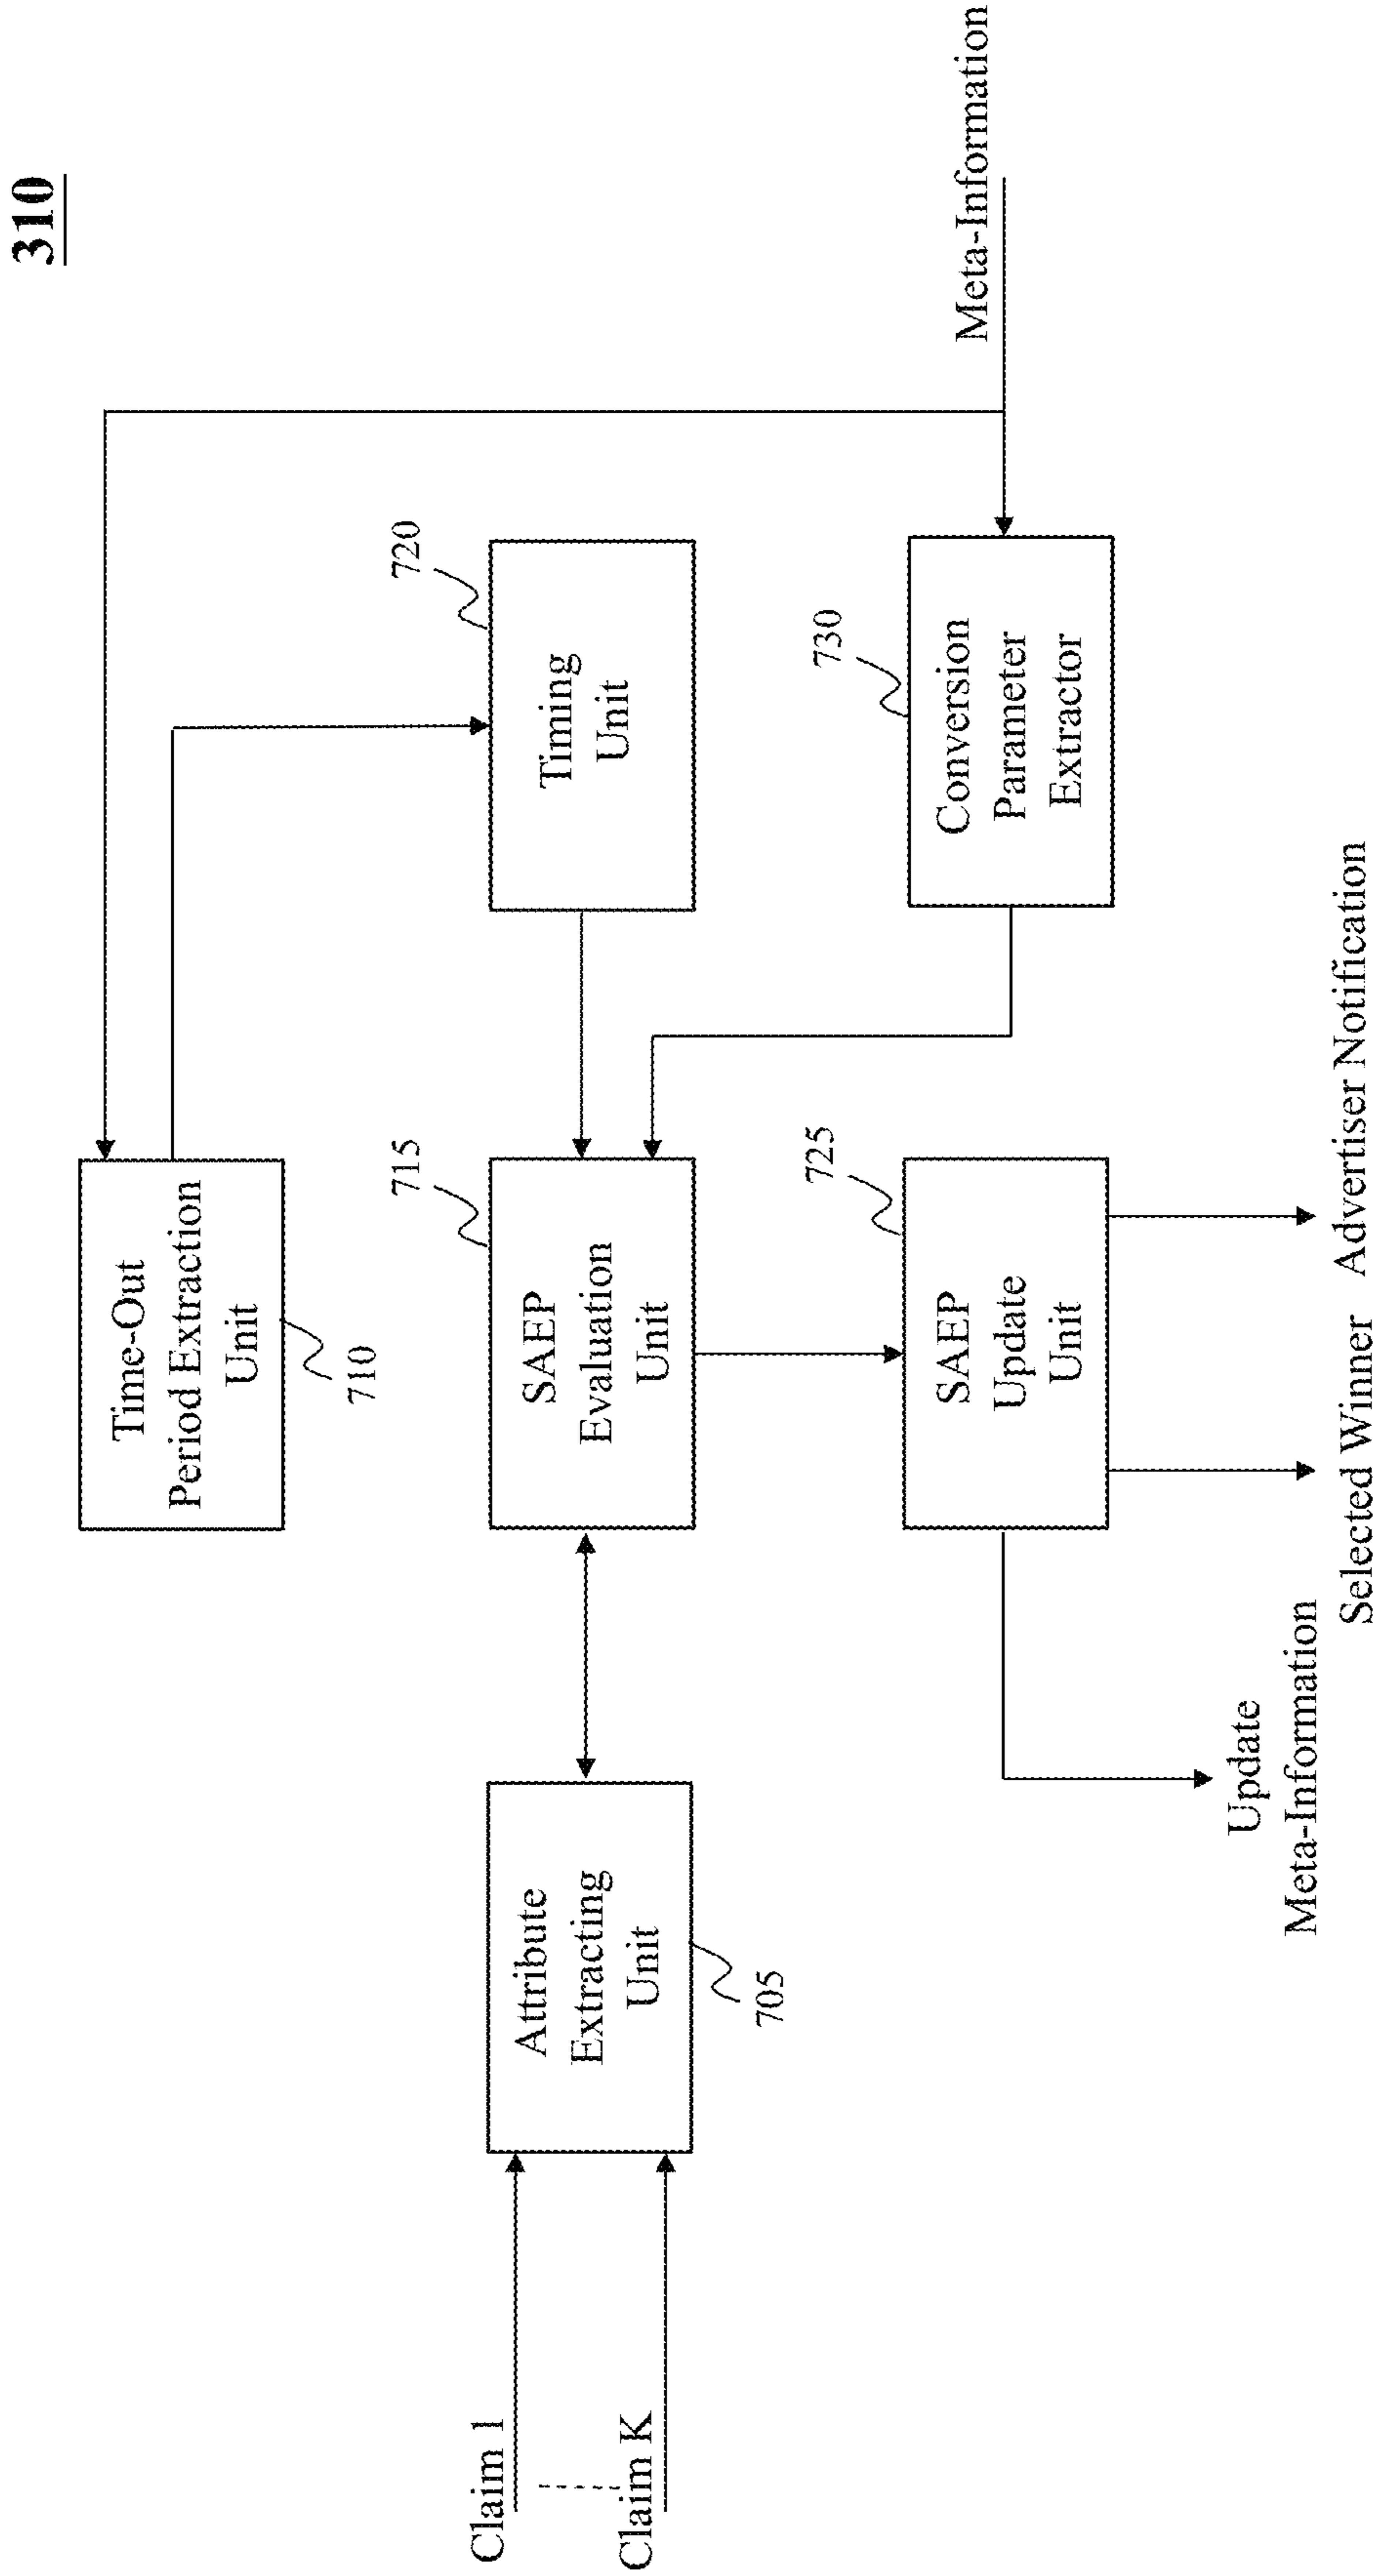 310
Time-Out
Period Extraction
Unit
710
720
Timing
Unit
Meta-Information
715
SAEP
Evaluation
Unit
730
Conversion
Parameter
Extractor
Claim 1
Claim K
Attribute
Extracting
Unit
705
725
SAEP
Update
Unit
Update
Meta-Information
Selected Winner
Advertiser Notification